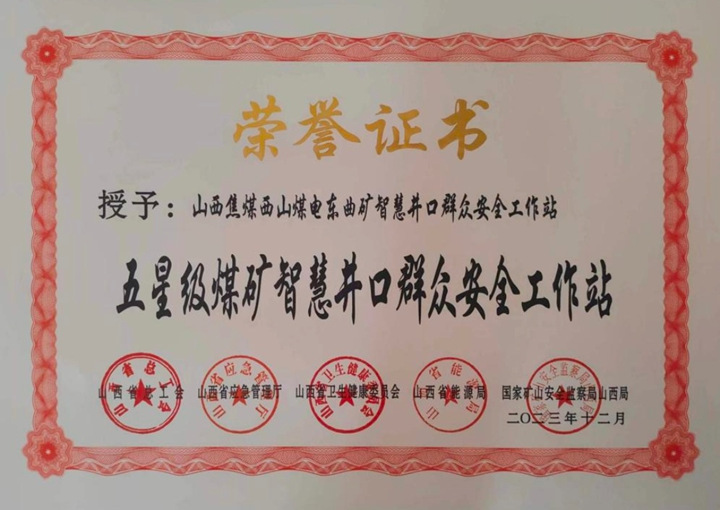 荣誉证书
授予：山西焦煤西山煤电东曲矿智慧井口群众安全工作站
五星级煤矿智慧井口群众安全工作站
山西省总工会 山西省应急管理厅 山西省卫生健康委员会 山西省能源局 国家矿山安全监察局山西局
二〇二三年十二月